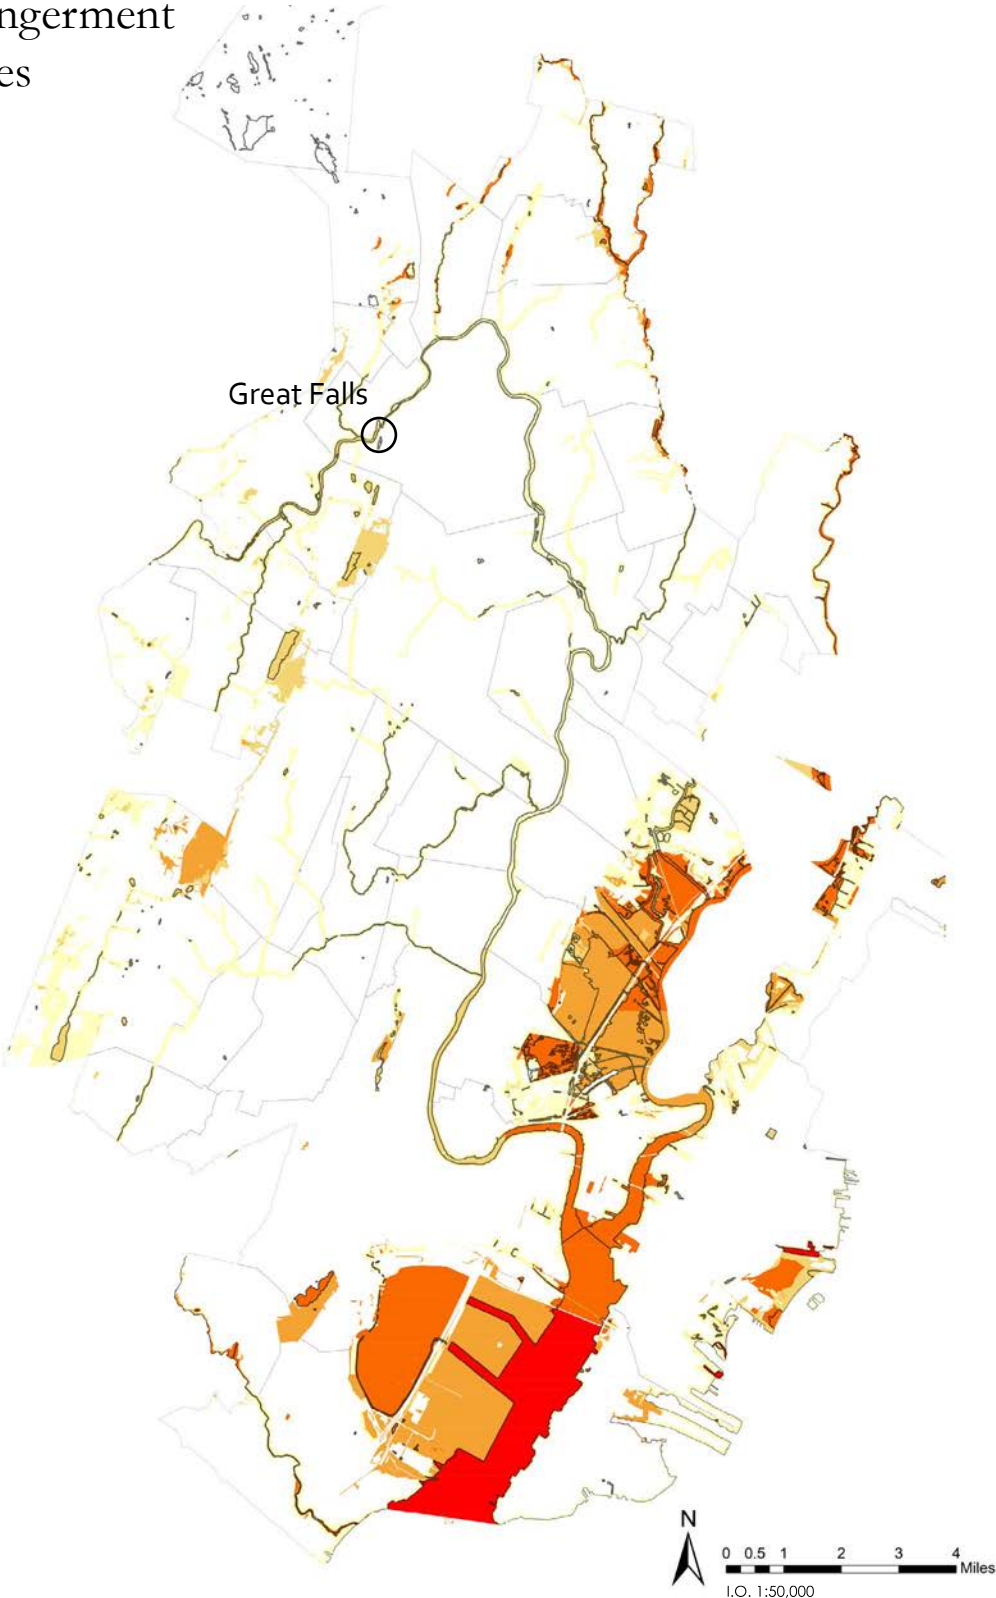 ngerment
es
Great Falls
N
0 0.5 1 2 3 4
Miles
I.O. 1:50,000